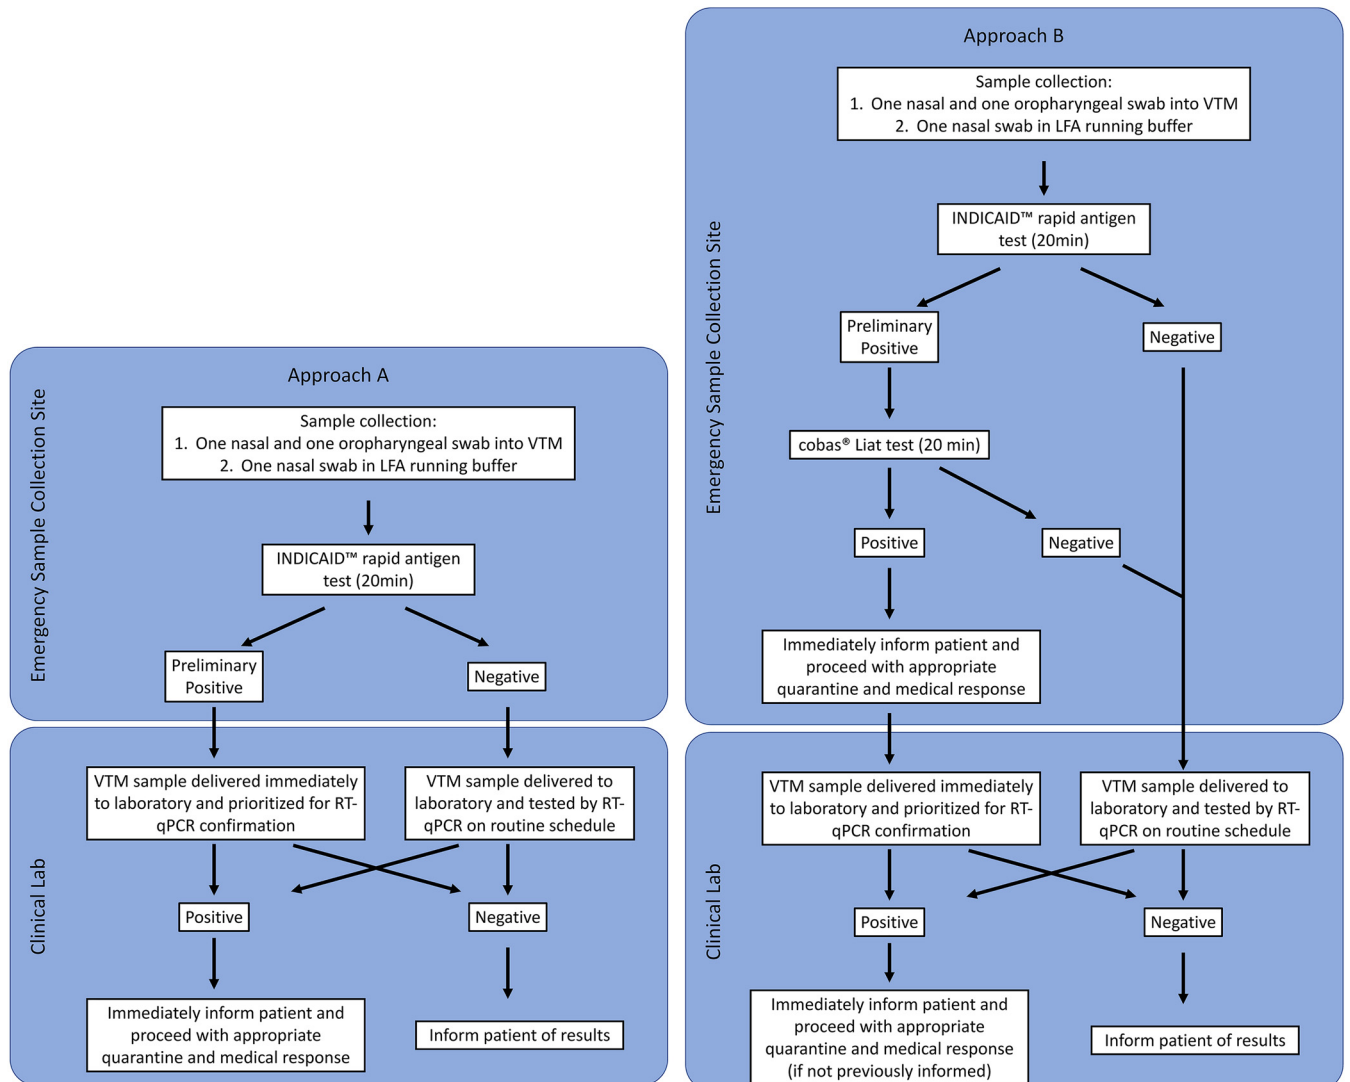 Approach A
Emergency Sample Collection Site
Sample collection:
1. One nasal and one oropharyngeal swab into VTM
2. One nasal swab in LFA running buffer
INDICAID™ rapid antigen
test (20min)
Preliminary
Positive
Negative
Clinical Lab
VTM sample delivered immediately
to laboratory and prioritized for RT-
qPCR confirmation
VTM sample delivered to
laboratory and tested by RT-
qPCR on routine schedule
Positive
Negative
Immediately inform patient and
proceed with appropriate
quarantine and medical response
Inform patient of results
Approach B
Emergency Sample Collection Site
Sample collection:
1. One nasal and one oropharyngeal swab into VTM
2. One nasal swab in LFA running buffer
INDICAID™ rapid antigen
test (20min)
Preliminary
Positive
Negative
cobas® Liat test (20 min)
Positive
Negative
Immediately inform patient and
proceed with appropriate
quarantine and medical response
Clinical Lab
VTM sample delivered immediately
to laboratory and prioritized for RT-
qPCR confirmation
VTM sample delivered to
laboratory and tested by RT-
qPCR on routine schedule
Positive
Negative
Immediately inform patient and
proceed with appropriate
quarantine and medical response
(if not previously informed)
Inform patient of results